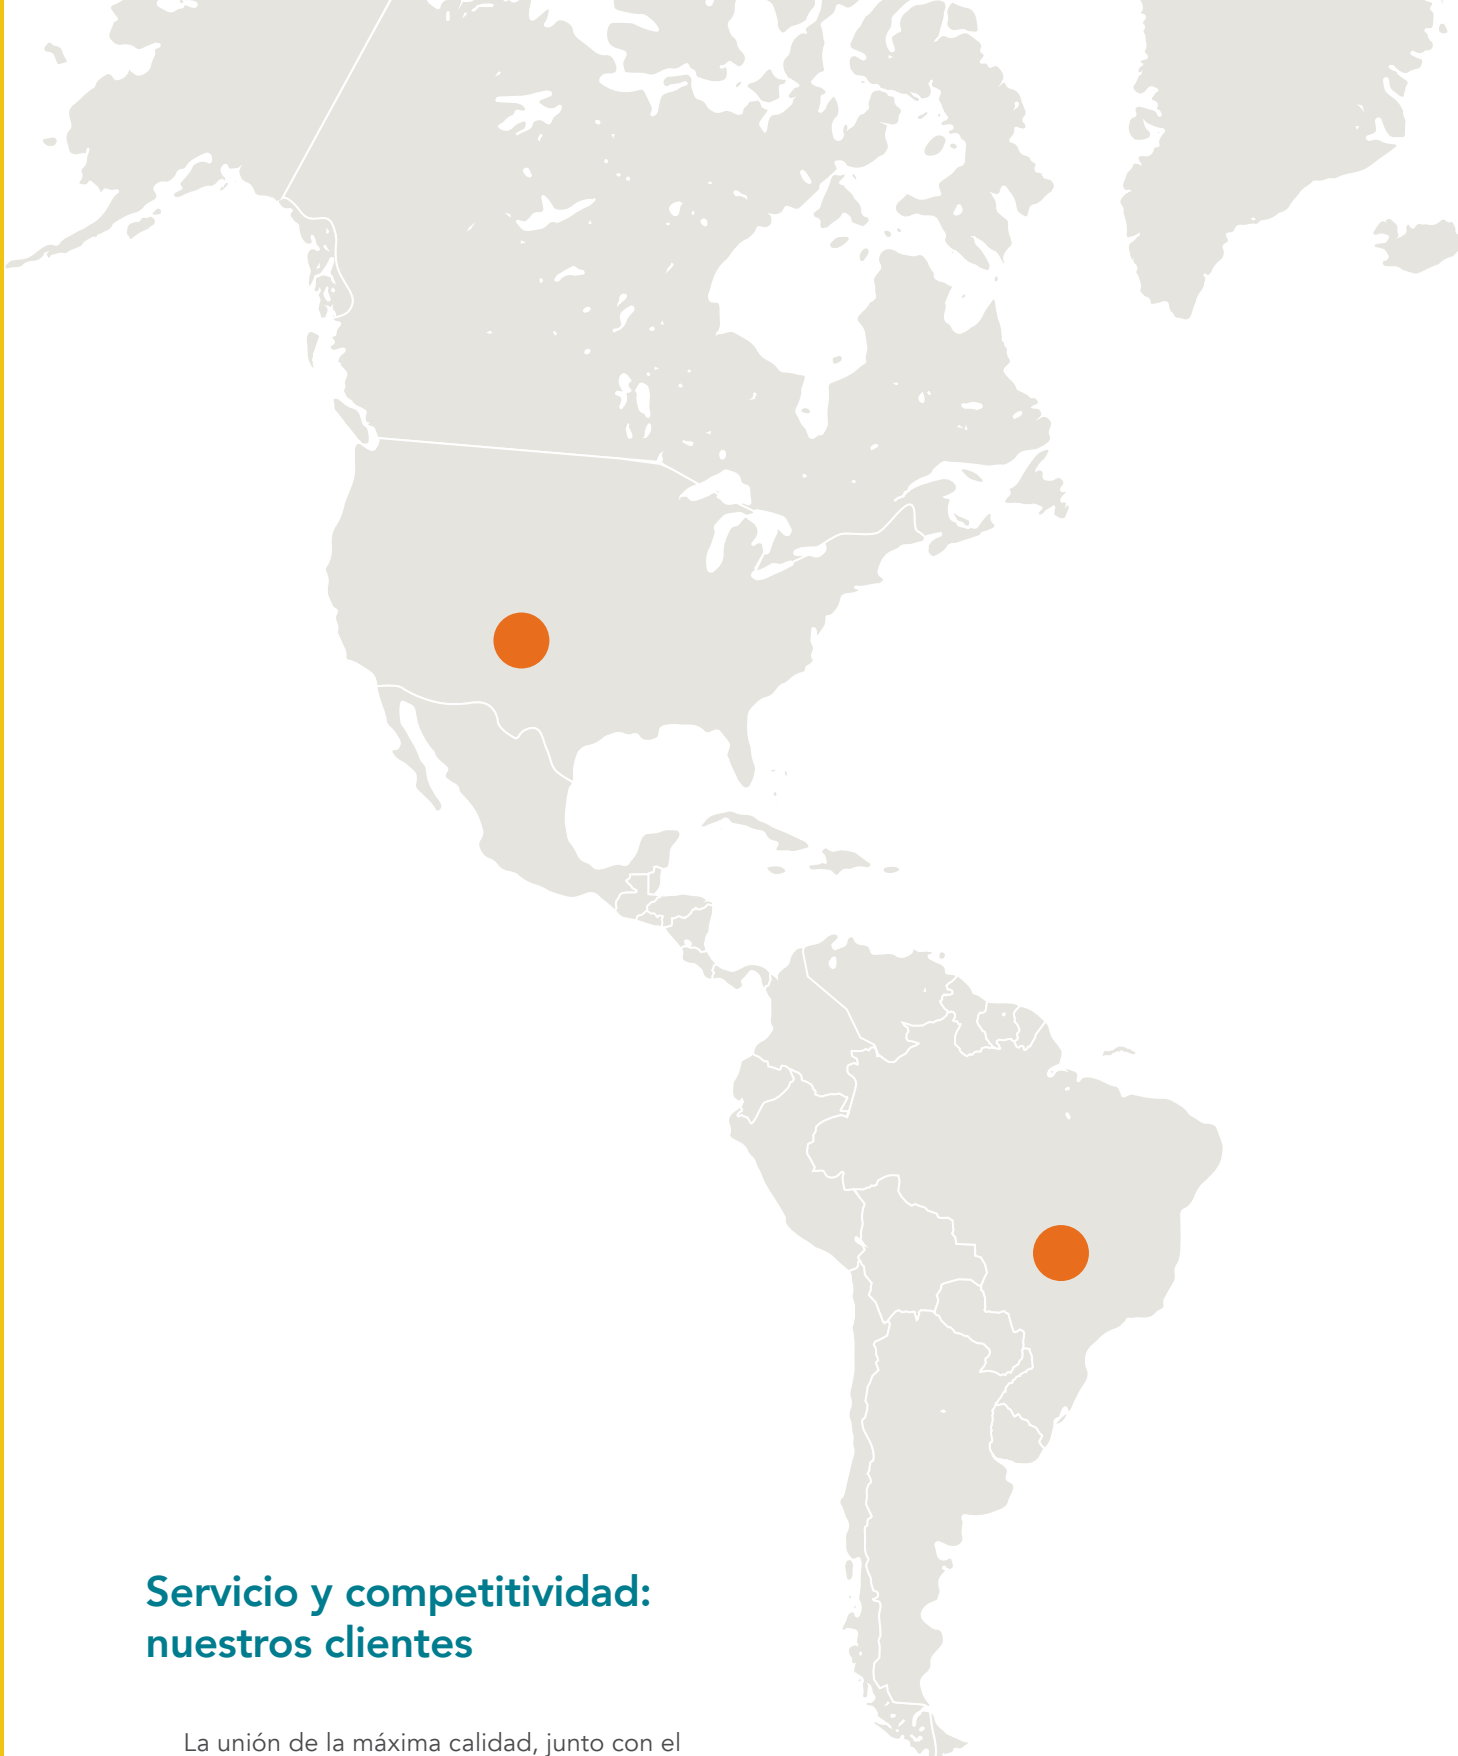 Servicio y competitividad:
nuestros clientes
La unión de la máxima calidad, junto con el